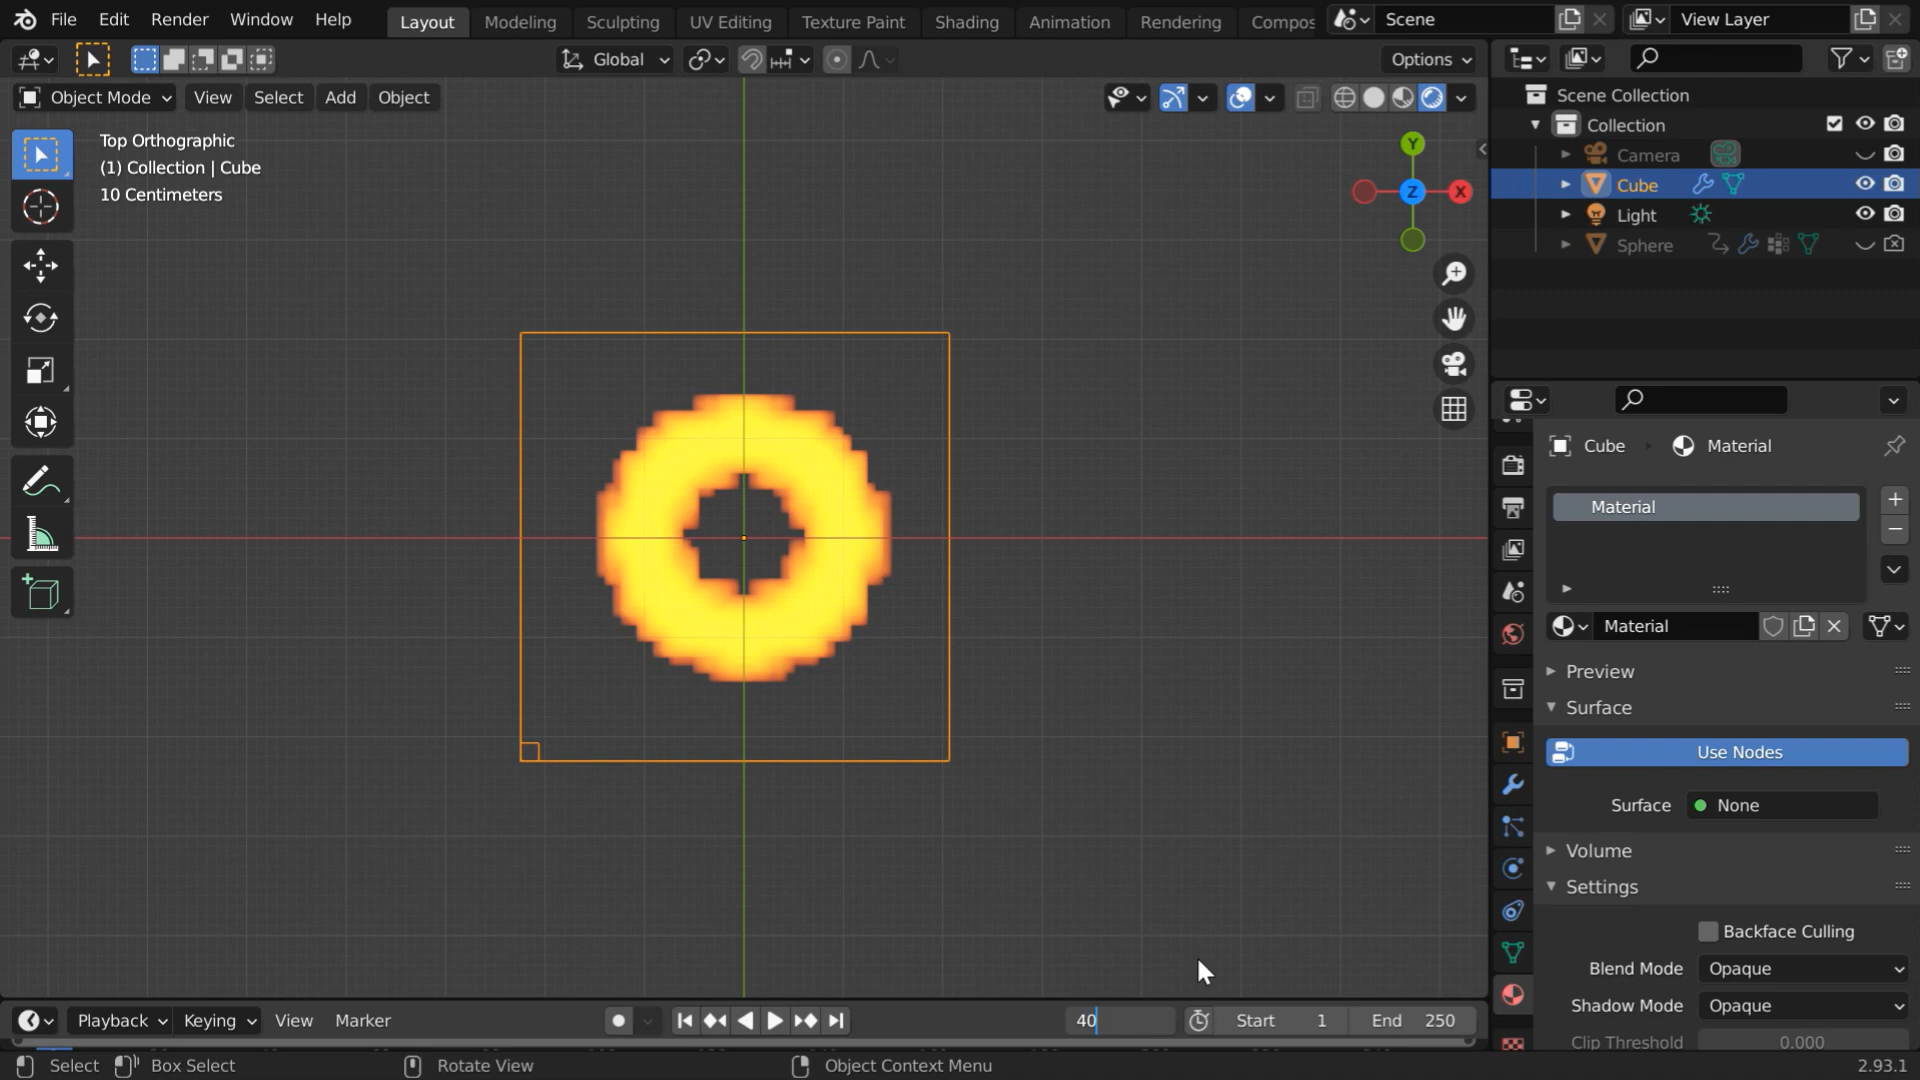 File Edit Render Window Help Layout Modeling Sculpting UV Editing Texture Paint Shading Animation Rendering Compos Scene View Layer
Global Options
Object Mode View Select Add Object
Top Orthographic
(1) Collection | Cube
10 Centimeters
Y
Z
X
Scene Collection
Collection
Camera
Cube
Light
Sphere
Cube Material
Material
Material
Preview
Surface
Use Nodes
Surface None
Volume
Settings
Backface Culling
Blend Mode Opaque
Shadow Mode Opaque
Clip Threshold 0.000
Playback Keying View Marker 40 Start 1 End 250
Select Box Select Rotate View Object Context Menu 2.93.1